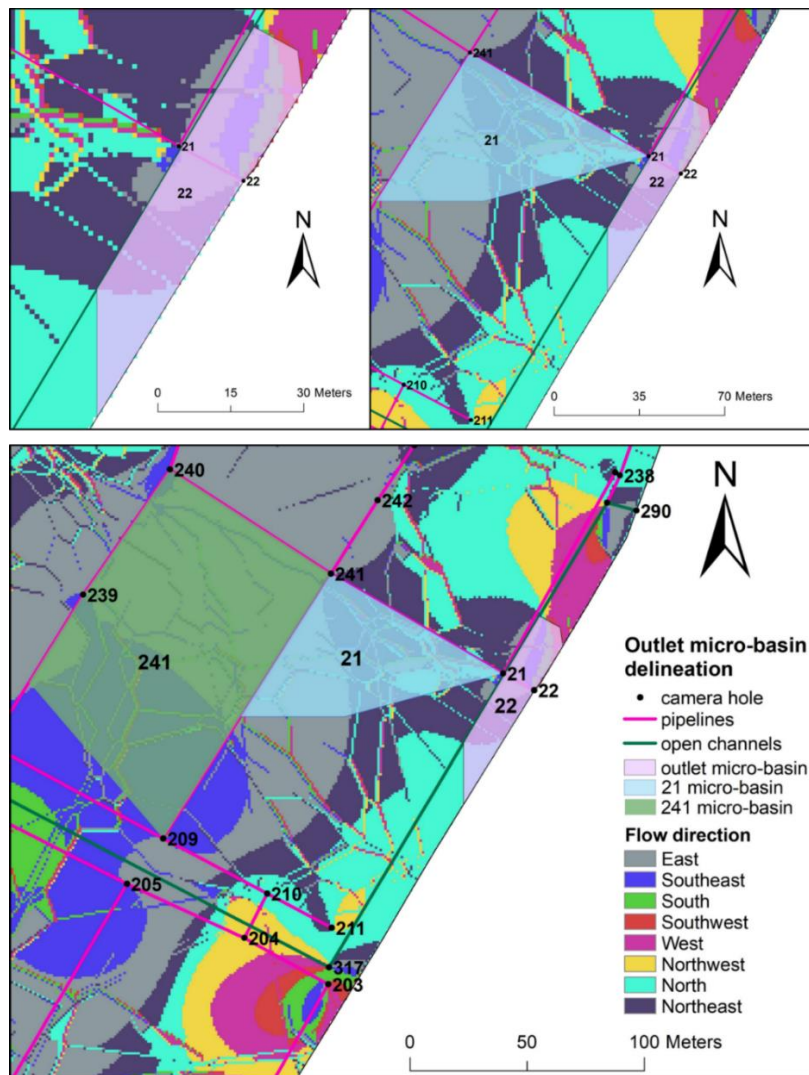 21
22
22
N
0 15 30 Meters
241
21
21
22
22
N
210
211
0 35 70 Meters
240
238
290
242
N
241
239
241
21
21
22
22
Outlet micro-basin
delineation
camera hole
pipelines
open channels
outlet micro-basin
21 micro-basin
241 micro-basin
Flow direction
East
Southeast
South
Southwest
West
Northwest
North
Northeast
209
205
210
211
204
317
203
0 50 100 Meters